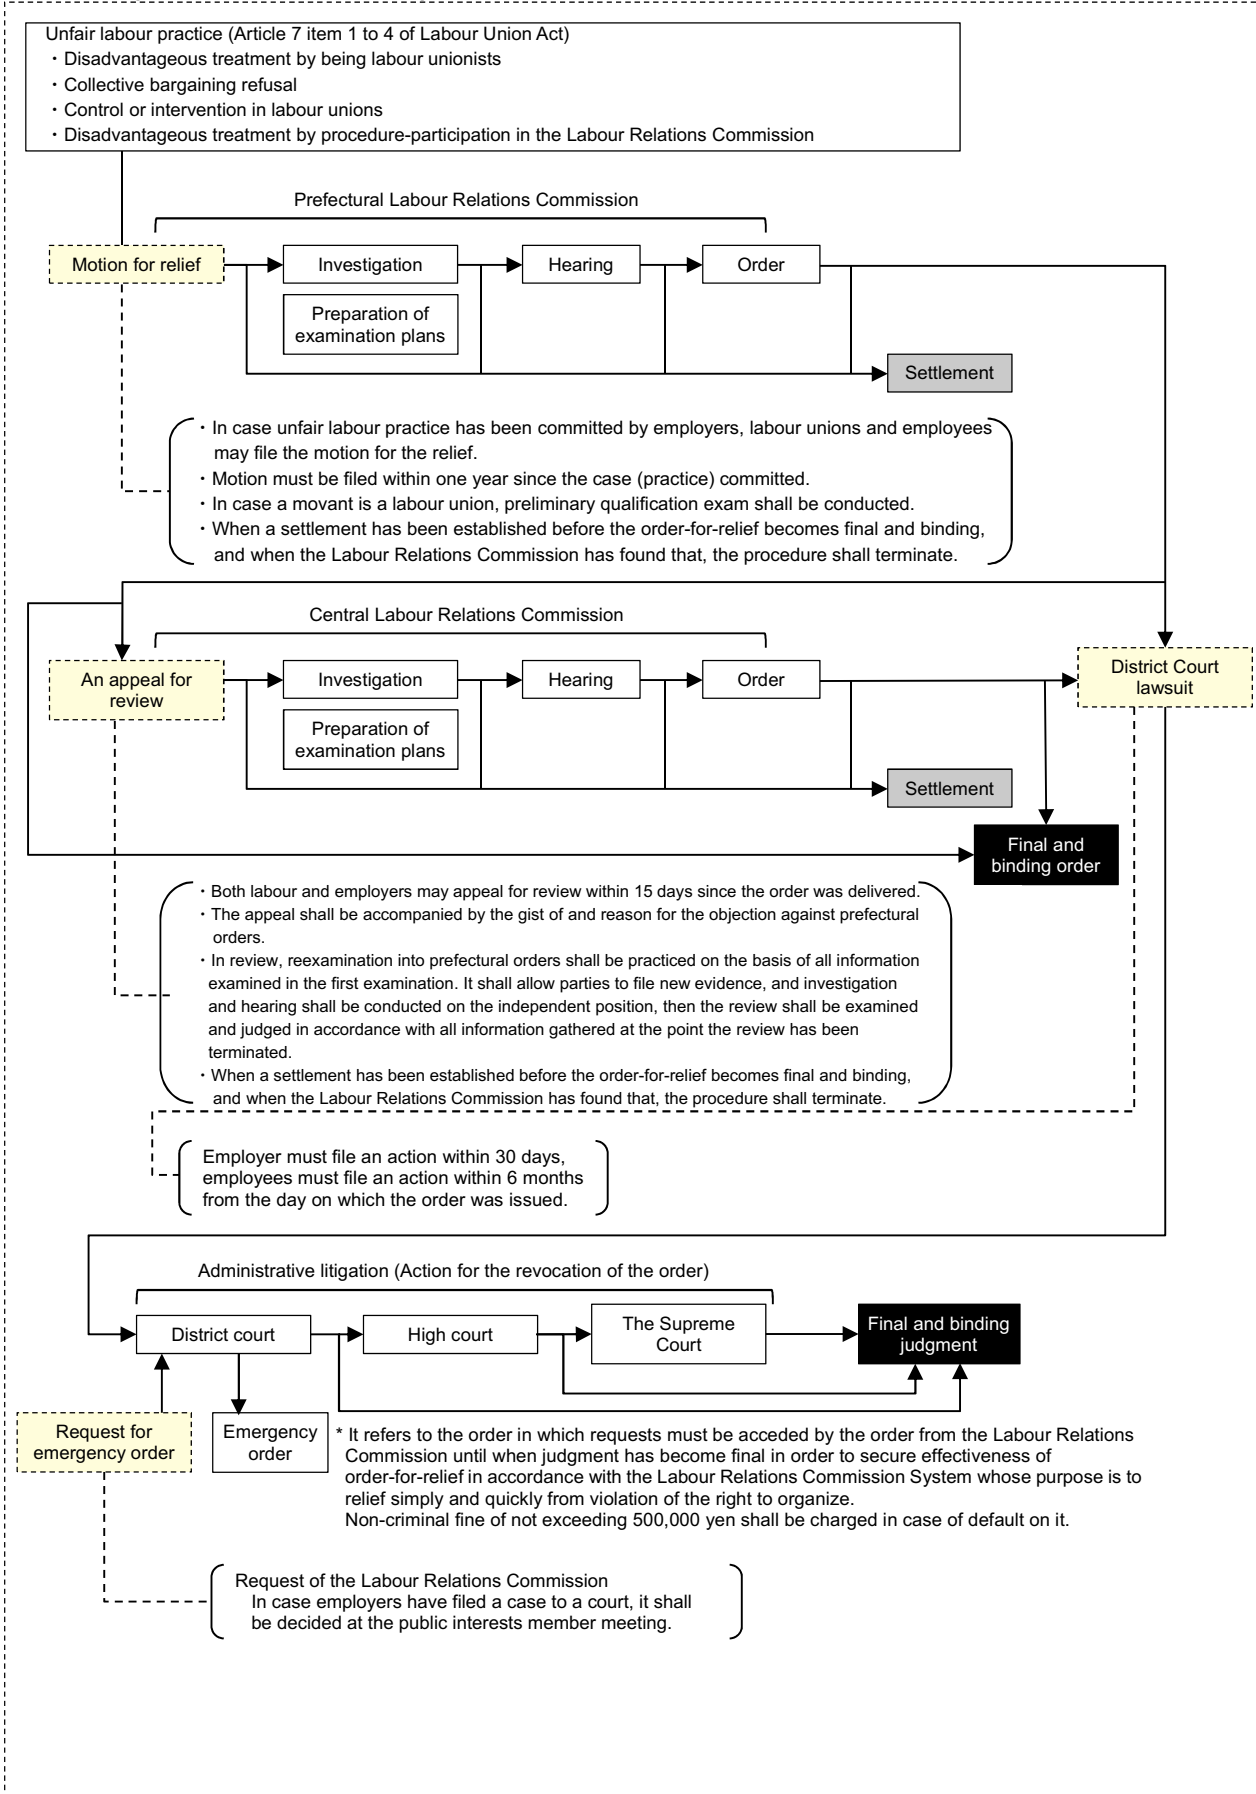 Unfair labour practice (Article 7 item 1 to 4 of Labour Union Act)
・Disadvantageous treatment by being labour unionists
・Collective bargaining refusal
・Control or intervention in labour unions
・Disadvantageous treatment by procedure-participation in the Labour Relations Commission
Prefectural Labour Relations Commission
Motion for relief
Investigation
Hearing
Order
Preparation of
examination plans
Settlement
・In case unfair labour practice has been committed by employers, labour unions and employees
may file the motion for the relief.
・Motion must be filed within one year since the case (practice) committed.
・In case a movant is a labour union, preliminary qualification exam shall be conducted.
・When a settlement has been established before the order-for-relief becomes final and binding,
and when the Labour Relations Commission has found that, the procedure shall terminate.
Central Labour Relations Commission
An appeal for
review
Investigation
Hearing
Order
District Court
lawsuit
Preparation of
examination plans
Settlement
Final and
binding order
・Both labour and employers may appeal for review within 15 days since the order was delivered.
・The appeal shall be accompanied by the gist of and reason for the objection against prefectural
orders.
・In review, reexamination into prefectural orders shall be practiced on the basis of all information
examined in the first examination. It shall allow parties to file new evidence, and investigation
and hearing shall be conducted on the independent position, then the review shall be examined
and judged in accordance with all information gathered at the point the review has been
terminated.
・When a settlement has been established before the order-for-relief becomes final and binding,
and when the Labour Relations Commission has found that, the procedure shall terminate.
Employer must file an action within 30 days,
employees must file an action within 6 months
from the day on which the order was issued.
Administrative litigation (Action for the revocation of the order)
District court
High court
The Supreme
Court
Final and binding
judgment
Request for
emergency order
Emergency
order
* It refers to the order in which requests must be acceded by the order from the Labour Relations
Commission until when judgment has become final in order to secure effectiveness of
order-for-relief in accordance with the Labour Relations Commission System whose purpose is to
relief simply and quickly from violation of the right to organize.
Non-criminal fine of not exceeding 500,000 yen shall be charged in case of default on it.
Request of the Labour Relations Commission
In case employers have filed a case to a court, it shall
be decided at the public interests member meeting.